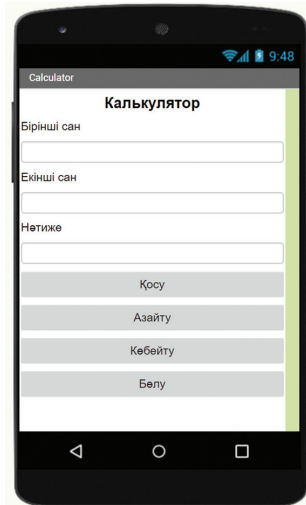 9:48
Calculator
Калькулятор
Бірінші сан
Екінші сан
Нәтиже
Қосу
Азайту
Көбейту
Бөлу